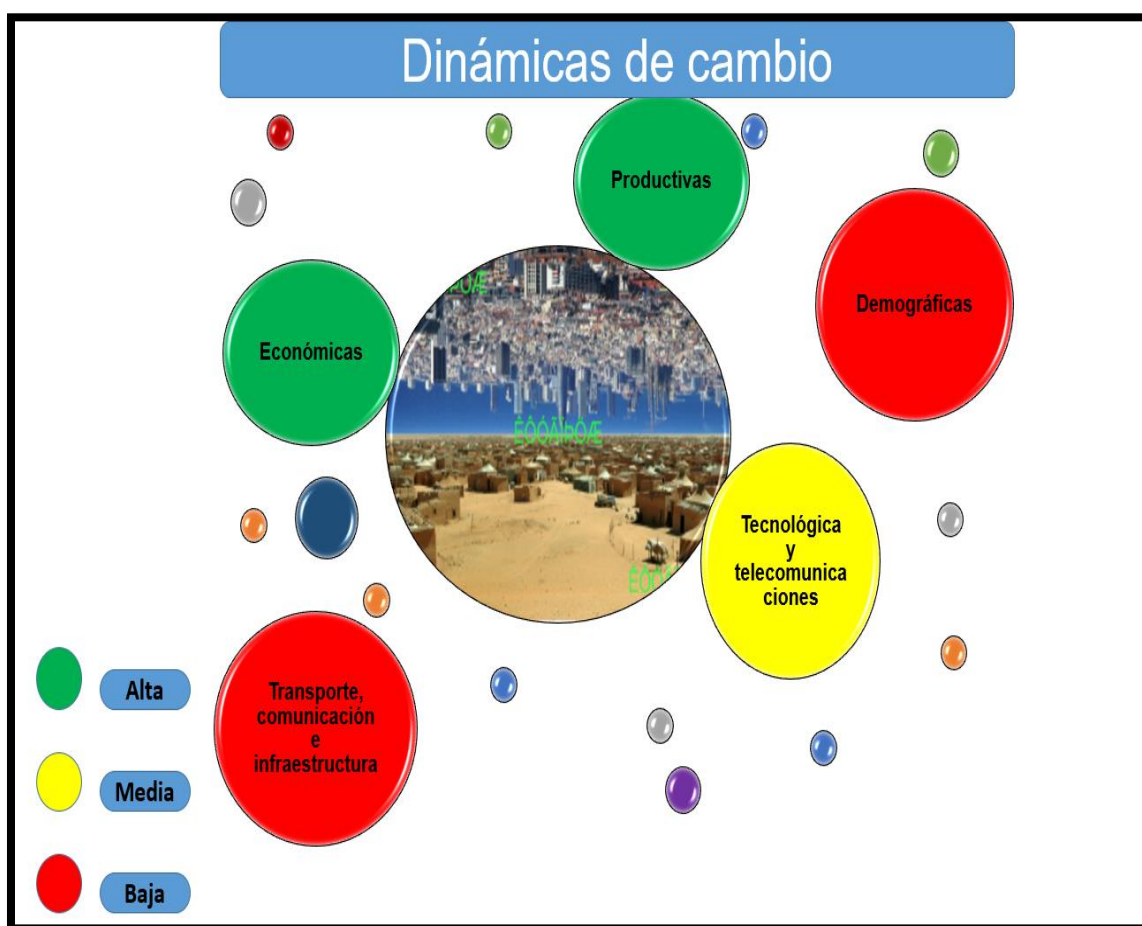 Dinámicas de cambio
Productivas
Demográficas
Económicas
Tecnológica
y
telecomunica
ciones
Transporte,
comunicación
e
infraestructura
Alta
Media
Baja